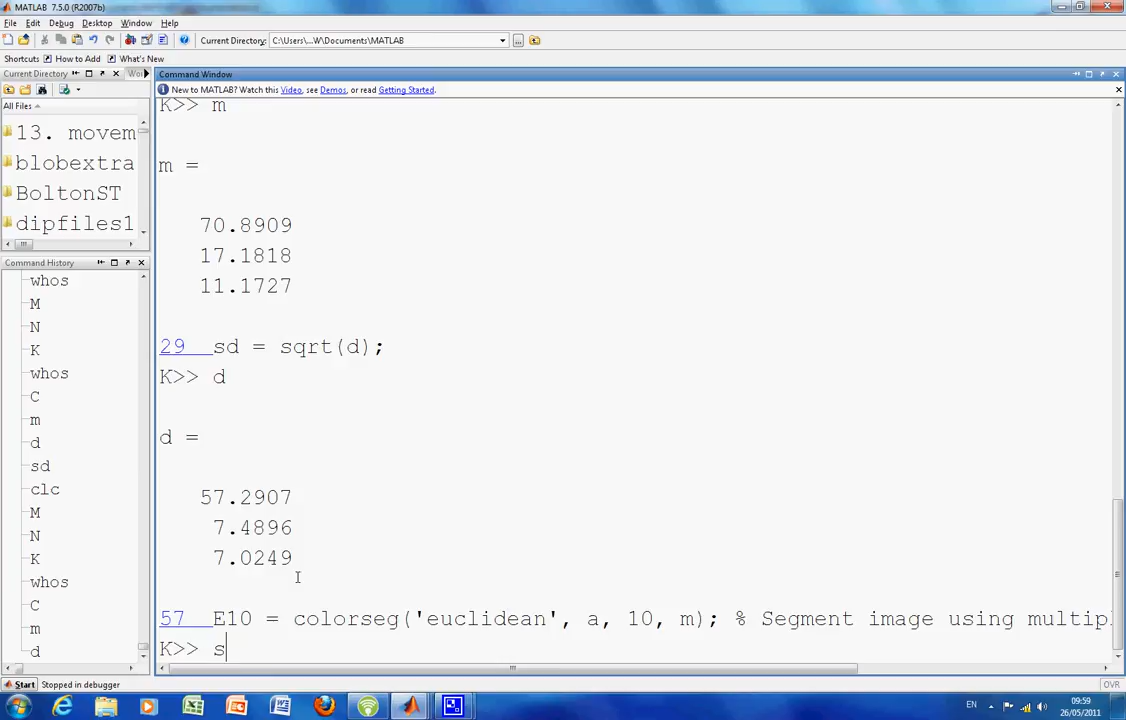 MATLAB 7.5.0 (R2007b)
File Edit Debug Desktop Window Help
Current Directory: C:\Users\...W\Documents\MATLAB
Shortcuts How to Add What's New
Current Directory Wor
All Files
13. movem
blobextra
BoltonST
dipfiles1
Command History
whos
M
N
K
whos
C
m
d
sd
clc
M
N
K
whos
C
m
d
Command Window
New to MATLAB? Watch this Video, see Demos, or read Getting Started.
K>> m
m =
70.8909
17.1818
11.1727
29 sd = sqrt(d);
K>> d
d =
57.2907
7.4896
7.0249
57 E10 = colorseg('euclidean', a, 10, m); % Segment image using multipl
K>> s
Start Stopped in debugger
OVR
EN
09:59
26/05/2011